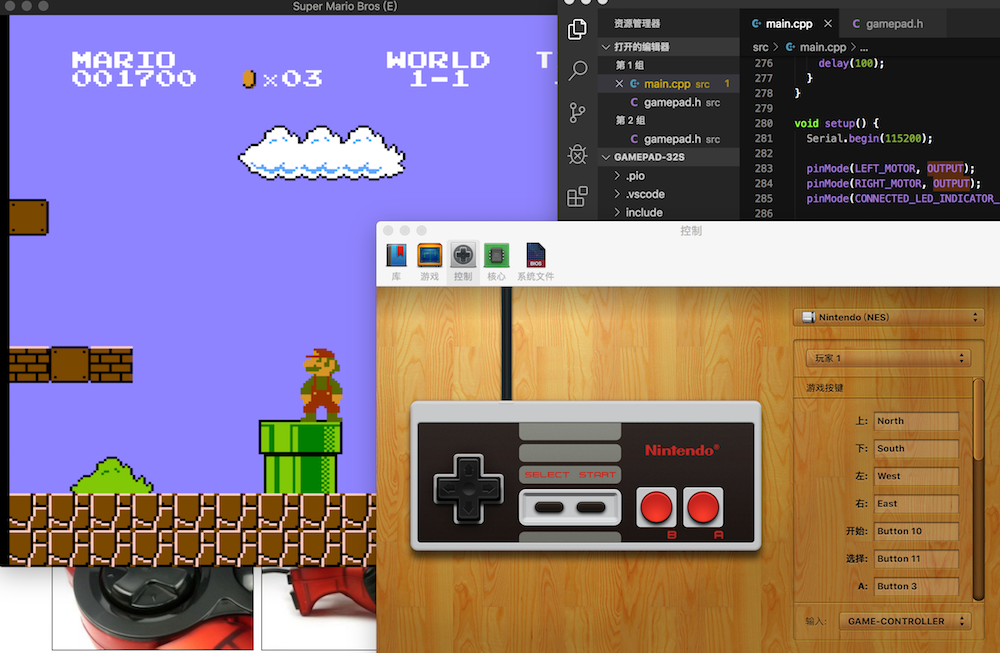 Super Mario Bros (E)
MARIO
001700
×03
WORLD
1-1
T
资源管理器
打开的编辑器
第 1 组
main.cpp src 1
gamepad.h src
第 2 组
gamepad.h src
GAMEPAD-32S
.pio
.vscode
include
main.cpp
gamepad.h
src > main.cpp > ...
276 delay(100);
277 }
278 }
279
280 void setup() {
281 Serial.begin(115200);
282
283 pinMode(LEFT_MOTOR, OUTPUT);
284 pinMode(RIGHT_MOTOR, OUTPUT);
285 pinMode(CONNECTED_LED_INDICATOR_
286
控制
库
游戏
控制
核心
BIOS
系统文件
Nintendo®
SELECT START
B A
Nintendo (NES)
玩家 1
游戏按键
上: North
下: South
左: West
右: East
开始: Button 10
选择: Button 11
A: Button 3
输入: GAME-CONTROLLER